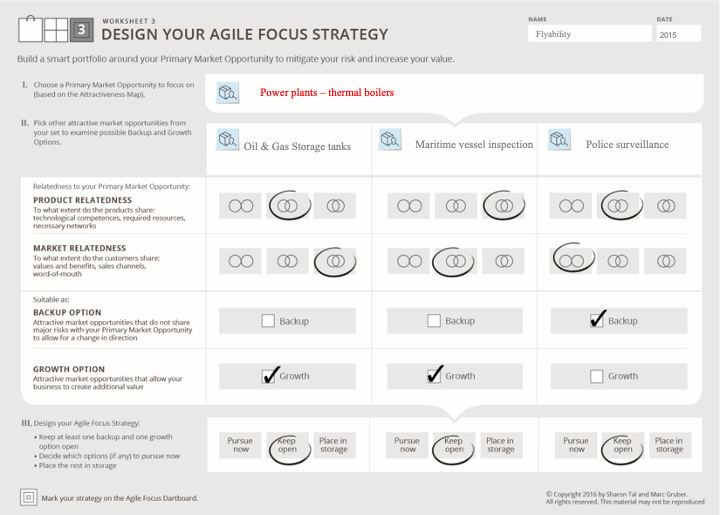 WORKSHEET 3
3
DESIGN YOUR AGILE FOCUS STRATEGY
NAME
DATE
Flyability
2015
Build a smart portfolio around your Primary Market Opportunity to mitigate your risk and increase your value.
I. Choose a Primary Market Opportunity to focus on
(based on the Attractiveness Map).
Power plants – thermal boilers
II. Pick other attractive market opportunities from
your set to examine possible Backup and Growth
Options.
Oil & Gas Storage tanks
Maritime vessel inspection
Police surveillance
Relatedness to your Primary Market Opportunity:
PRODUCT RELATEDNESS
To what extent do the products share:
technological competences, required resources,
necessary networks
MARKET RELATEDNESS
To what extent do the customers share:
values and benefits, sales channels,
word-of-mouth
Suitable as:
BACKUP OPTION
Attractive market opportunities that do not share
major risks with your Primary Market Opportunity
to allow for a change in direction
Backup
Backup
Backup
GROWTH OPTION
Attractive market opportunities that allow your
business to create additional value
Growth
Growth
Growth
III. Design your Agile Focus Strategy:
• Keep at least one backup and one growth
option open
• Decide which options (if any) to pursue now
• Place the rest in storage
Pursue
now
Keep
open
Place in
storage
Pursue
now
Keep
open
Place in
storage
Pursue
now
Keep
open
Place in
storage
Mark your strategy on the Agile Focus Dartboard.
© Copyright 2016 by Sharon Tal and Marc Gruber.
All rights reserved. This material may not be reproduced